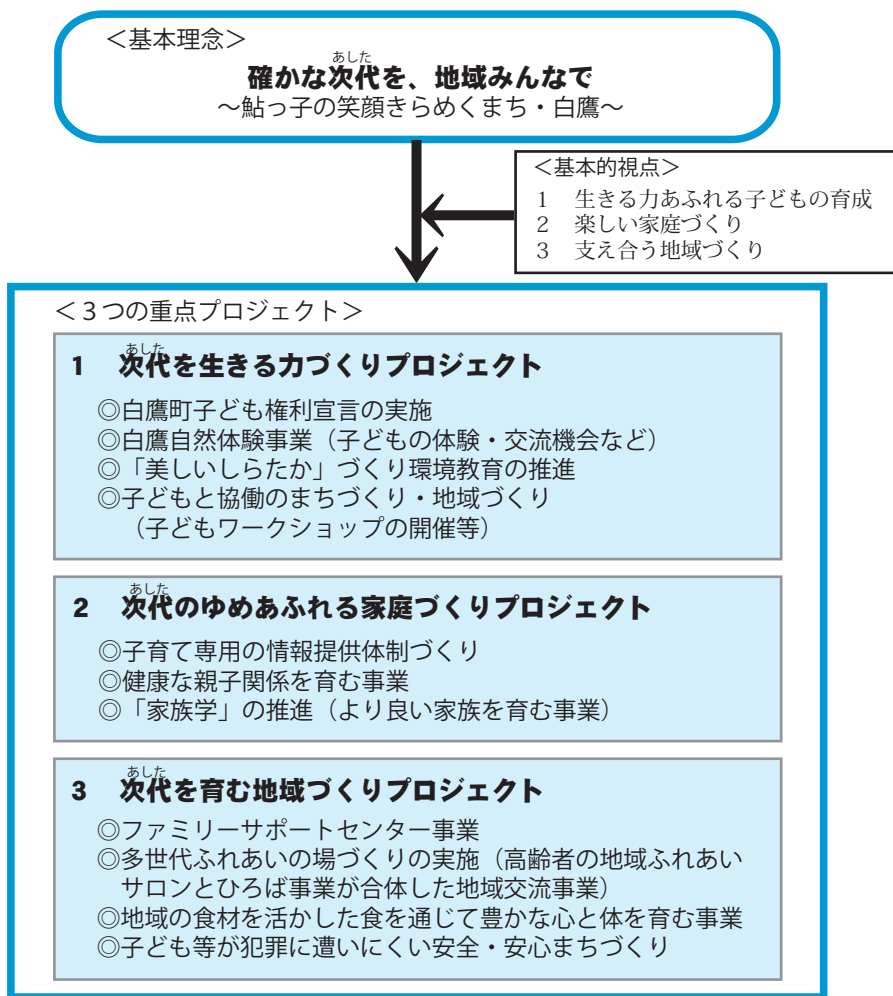 ＜基本理念＞
あした
確かな次代を、地域みんなで
～鮎っ子の笑顔きらめくまち・白鷹～
＜基本的視点＞
1　生きる力あふれる子どもの育成
2　楽しい家庭づくり
3　支え合う地域づくり
＜３つの重点プロジェクト＞
あした
1　次代を生きる力づくりプロジェクト
◎白鷹町子ども権利宣言の実施
◎白鷹自然体験事業（子どもの体験・交流機会など）
◎「美しいしらたか」づくり環境教育の推進
◎子どもと協働のまちづくり・地域づくり
（子どもワークショップの開催等）
あした
2　次代のゆめあふれる家庭づくりプロジェクト
◎子育て専用の情報提供体制づくり
◎健康な親子関係を育む事業
◎「家族学」の推進（より良い家族を育む事業）
あした
3　次代を育む地域づくりプロジェクト
◎ファミリーサポートセンター事業
◎多世代ふれあいの場づくりの実施（高齢者の地域ふれあい
サロンとひろば事業が合体した地域交流事業）
◎地域の食材を活かした食を通じて豊かな心と体を育む事業
◎子ども等が犯罪に遭いにくい安全・安心まちづくり